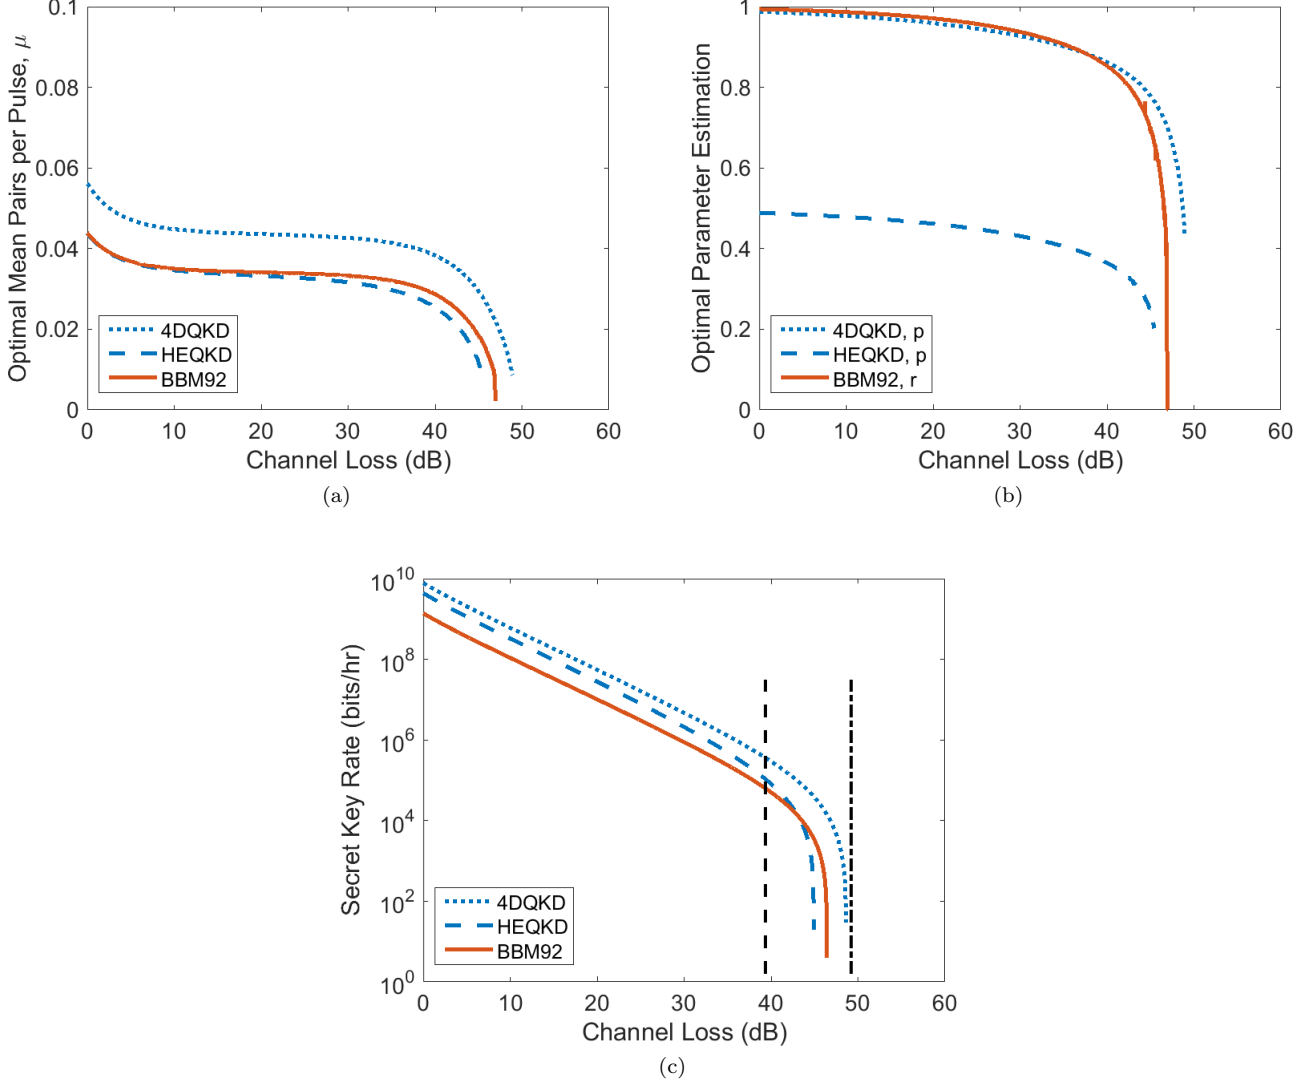 Optimal Mean Pairs per Pulse, μ
0.1
0.08
0.06
0.04
0.02
0
4DQKD
HEQKD
BBM92
0 10 20 30 40 50 60
Channel Loss (dB)
(a)
Optimal Parameter Estimation
1
0.8
0.6
0.4
0.2
0
4DQKD, p
HEQKD, p
BBM92, r
0 10 20 30 40 50 60
Channel Loss (dB)
(b)
Secret Key Rate (bits/hr)
10^10
10^8
10^6
10^4
10^2
10^0
4DQKD
HEQKD
BBM92
0 10 20 30 40 50 60
Channel Loss (dB)
(c)